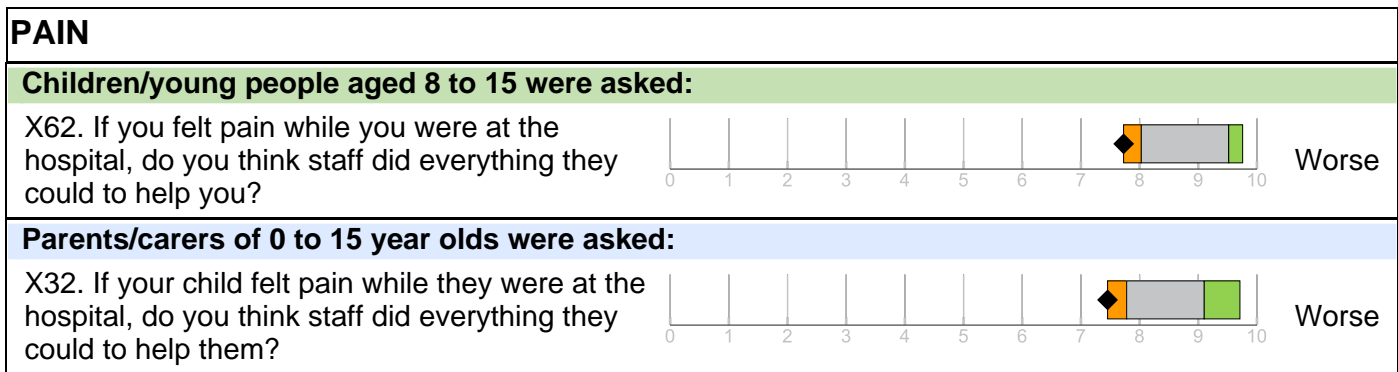 PAIN
Children/young people aged 8 to 15 were asked:
X62. If you felt pain while you were at the
hospital, do you think staff did everything they
could to help you?
0 1 2 3 4 5 6 7 8 9 10
Worse
Parents/carers of 0 to 15 year olds were asked:
X32. If your child felt pain while they were at the
hospital, do you think staff did everything they
could to help them?
0 1 2 3 4 5 6 7 8 9 10
Worse